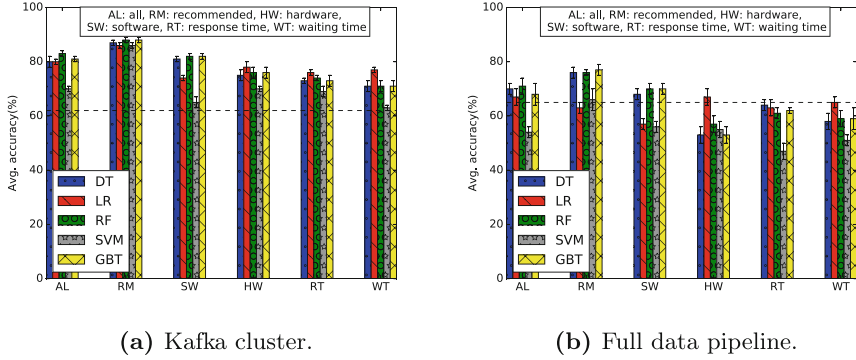 AL: all, RM: recommended, HW: hardware,
SW: software, RT: response time, WT: waiting time
Avg. accuracy(%)
100
80
60
40
20
0
DT
LR
RF
SVM
GBT
AL RM SW HW RT WT
(a) Kafka cluster.
AL: all, RM: recommended, HW: hardware,
SW: software, RT: response time, WT: waiting time
Avg. accuracy(%)
100
80
60
40
20
0
DT
LR
RF
SVM
GBT
AL RM SW HW RT WT
(b) Full data pipeline.